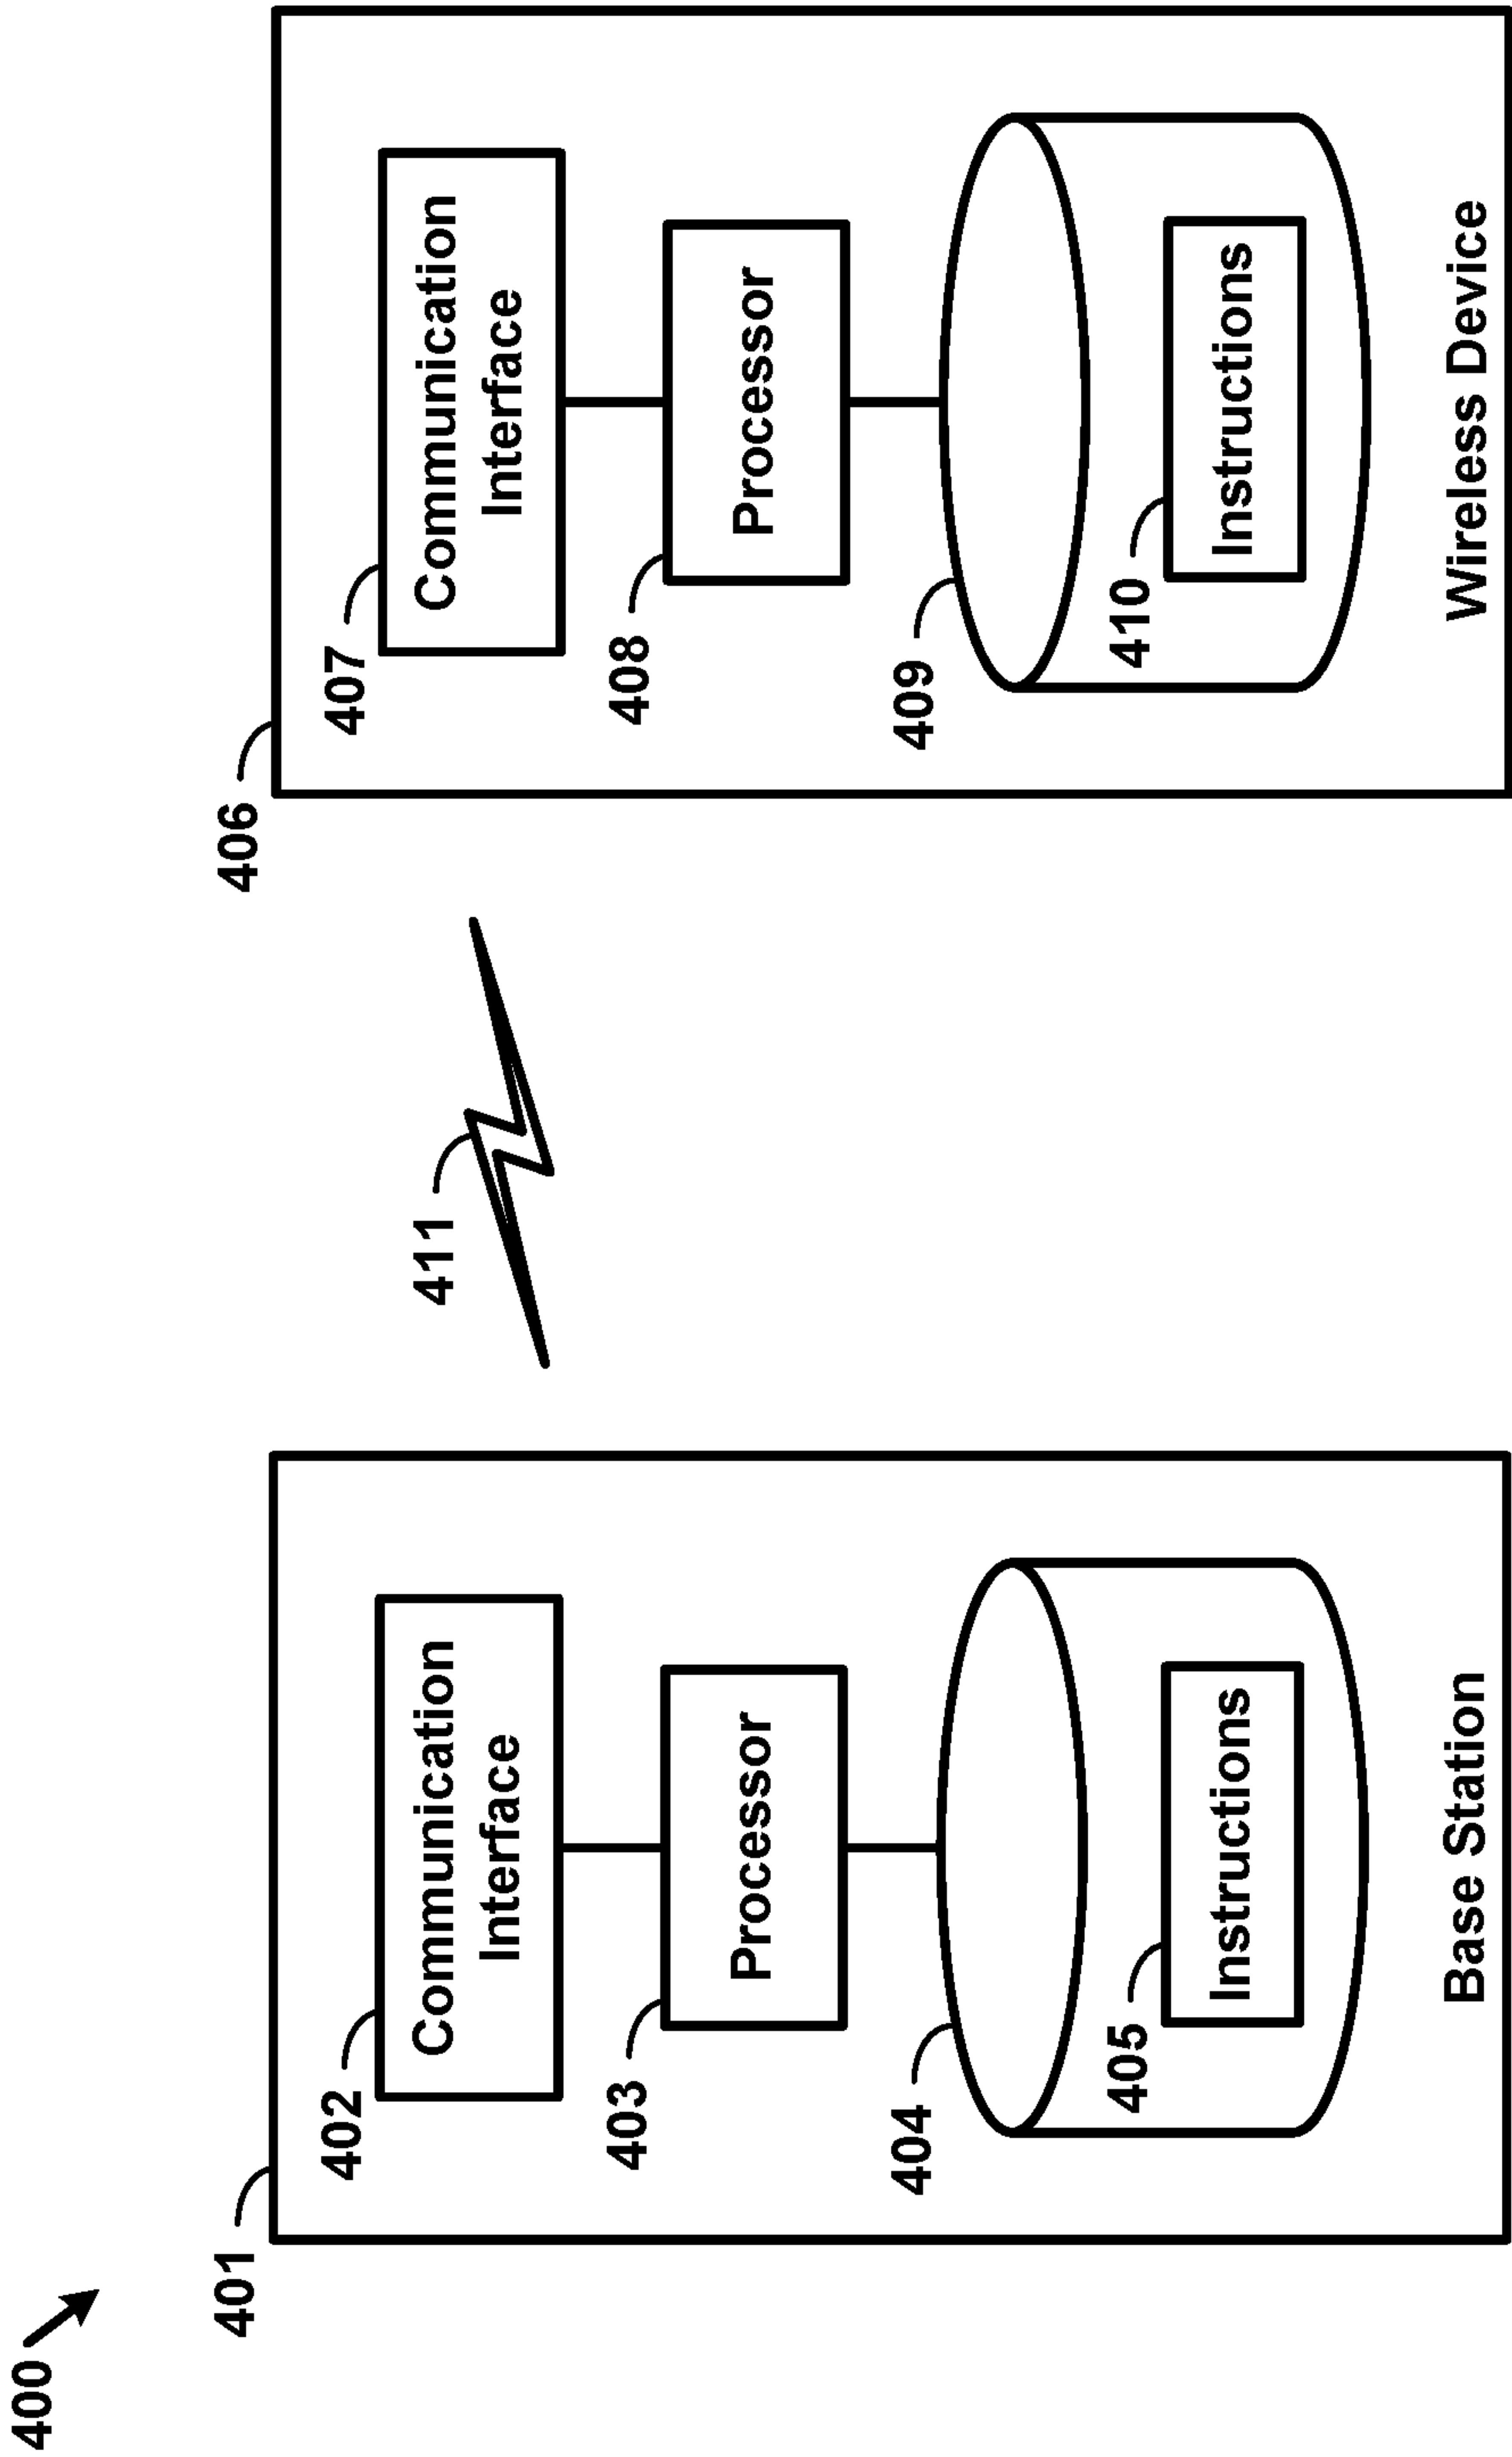 400
401
402
Communication
Interface
403
Processor
404
405
Instructions
Base Station
411
406
407
Communication
Interface
408
Processor
409
410
Instructions
Wireless Device